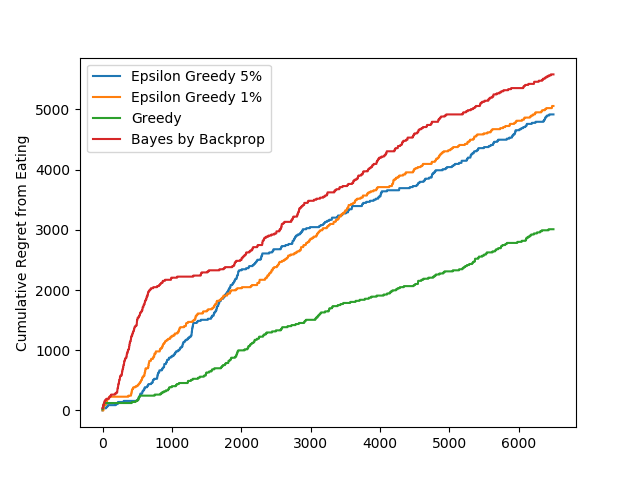 Epsilon Greedy 5%
Epsilon Greedy 1%
Greedy
Bayes by Backprop
Cumulative Regret from Eating
5000
4000
3000
2000
1000
0
0 1000 2000 3000 4000 5000 6000